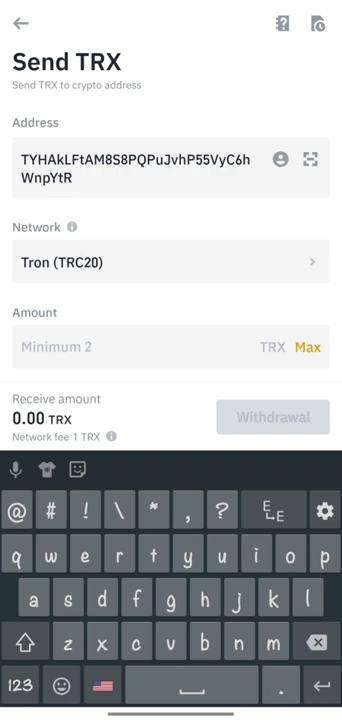 Send TRX
Send TRX to crypto address
Address
TYHAkLFtAM8S8PQPuJvhP55VyC6h
WnpYtR
Network
Tron (TRC20)
Amount
Minimum 2 TRX Max
Receive amount
0.00 TRX
Withdrawal
Network fee 1 TRX
@ # ! \ * , ? E E
q w e r t y u i o p
a s d f g h j k l
z x c v b n m
123 .